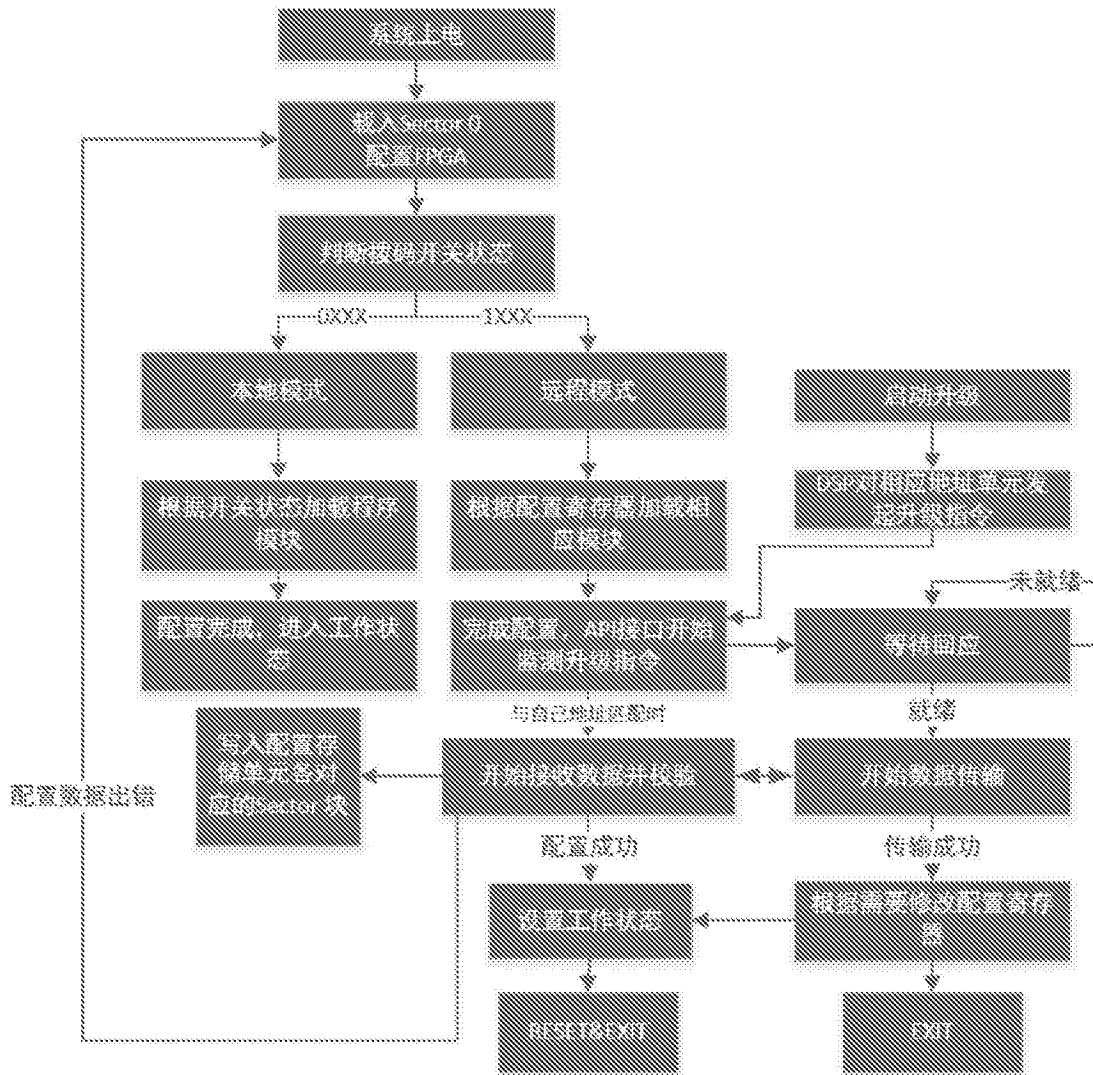 系统上电
载入Sector 0
配置FPGA
判断拨码开关状态
0XXX
1XXX
本地模式
远程模式
启动升级
根据开关状态加载程序
模块
根据配置寄存器加载相
应模块
DSP对相应地址单元发
起升级指令
未就绪
配置完成，进入工作状
态
完成配置，API接口开始
监测升级指令
等待回应
与自己地址匹配时
就绪
写入配置存
储单元各对
应的Sector块
开始接收数据并校验
开始数据传输
配置数据出错
配置成功
传输成功
设置工作状态
根据需要修改配置寄存
器
RESET&EXIT
EXIT